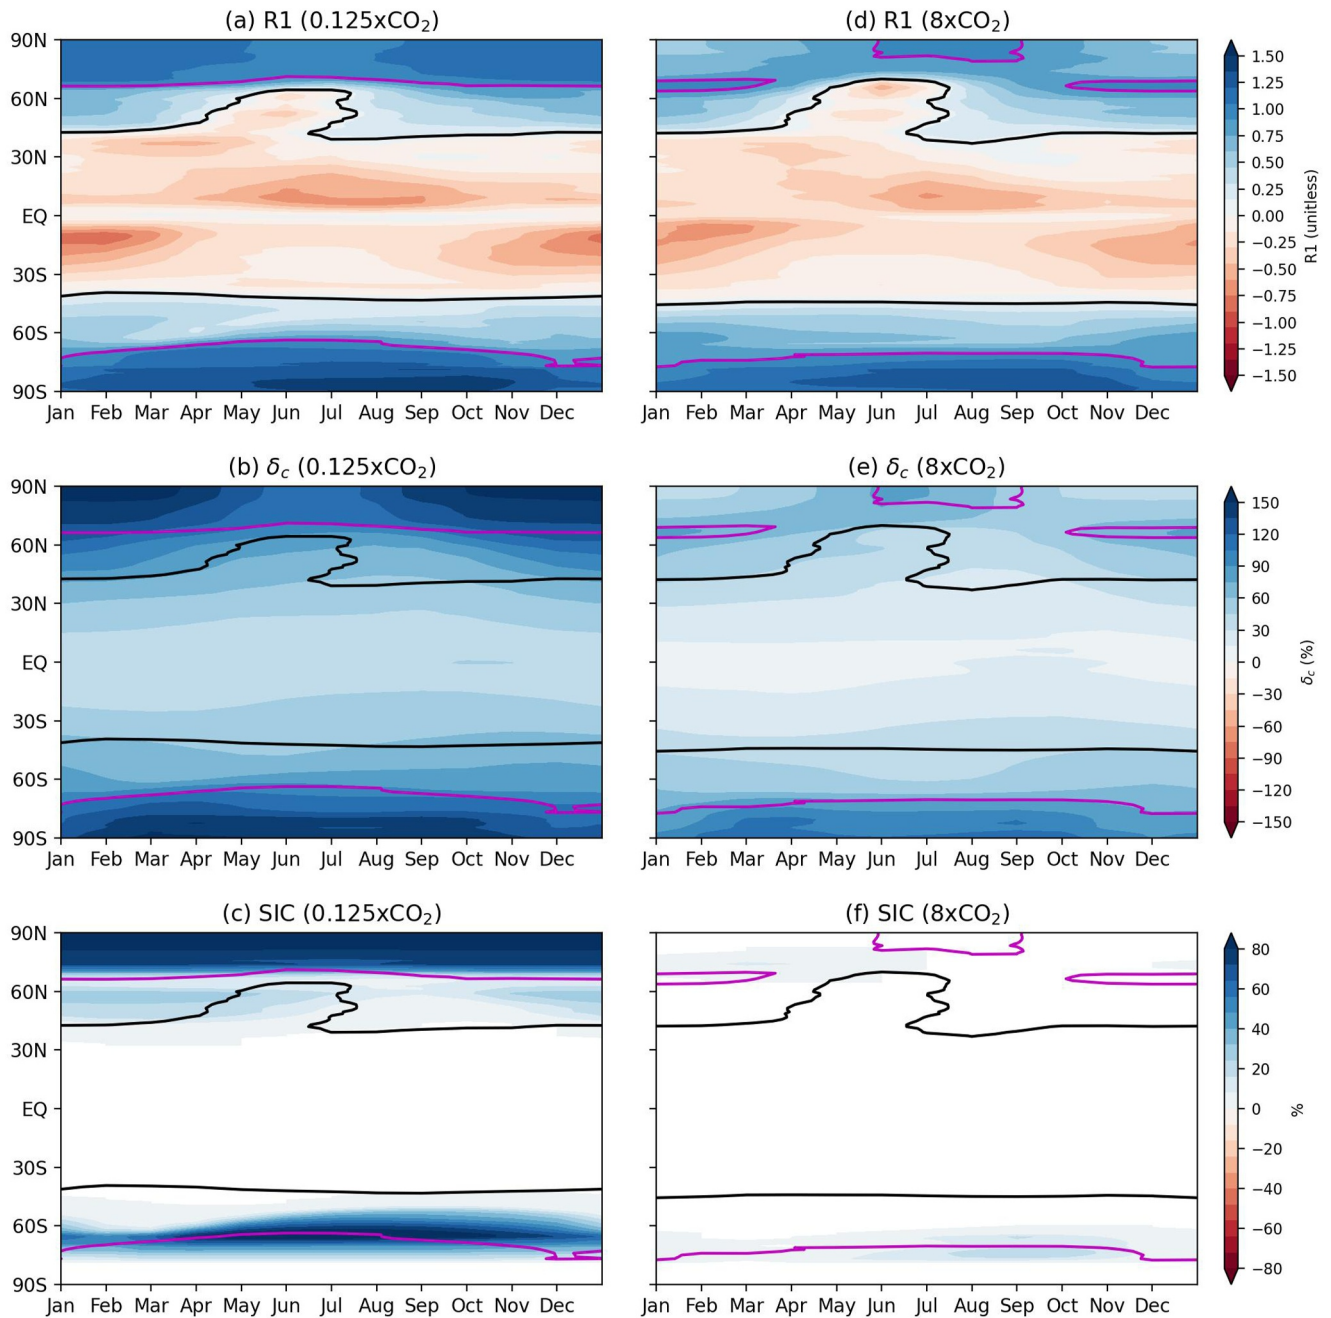 (a) R1 (0.125xCO₂)
90N
60N
30N
EQ
30S
60S
90S
Jan Feb Mar Apr May Jun Jul Aug Sep Oct Nov Dec
(d) R1 (8xCO₂)
Jan Feb Mar Apr May Jun Jul Aug Sep Oct Nov Dec
1.50
1.25
1.00
0.75
0.50
0.25
0.00
−0.25
−0.50
−0.75
−1.00
−1.25
−1.50
R1 (unitless)
(b) δc (0.125xCO₂)
90N
60N
30N
EQ
30S
60S
90S
Jan Feb Mar Apr May Jun Jul Aug Sep Oct Nov Dec
(e) δc (8xCO₂)
Jan Feb Mar Apr May Jun Jul Aug Sep Oct Nov Dec
150
120
90
60
30
0
−30
−60
−90
−120
−150
δc (%)
(c) SIC (0.125xCO₂)
90N
60N
30N
EQ
30S
60S
90S
Jan Feb Mar Apr May Jun Jul Aug Sep Oct Nov Dec
(f) SIC (8xCO₂)
Jan Feb Mar Apr May Jun Jul Aug Sep Oct Nov Dec
80
60
40
20
0
−20
−40
−60
−80
%